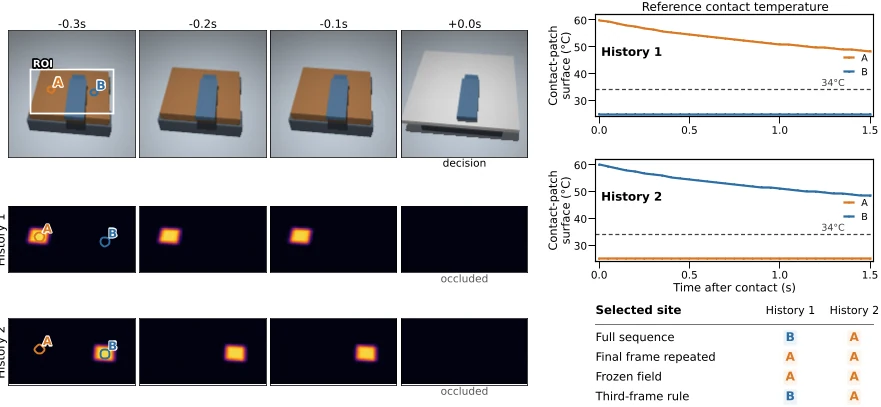 -0.3s
-0.2s
-0.1s
+0.0s
ROI
A
B
decision
History 1
A
B
occluded
History 2
A
B
occluded
Reference contact temperature
Contact-patch
surface (°C)
60
50
40
30
History 1
A
B
34°C
0.0
0.5
1.0
1.5
Contact-patch
surface (°C)
60
50
40
30
History 2
A
B
34°C
0.0
0.5
1.0
1.5
Time after contact (s)
Selected site History 1 History 2
Full sequence B A
Final frame repeated A A
Frozen field A A
Third-frame rule B A